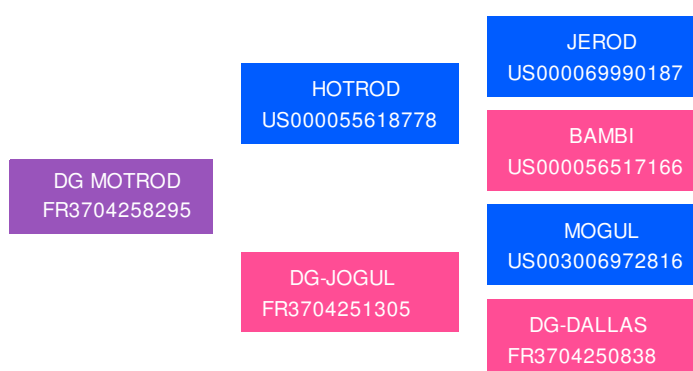 DG MOTROD
FR3704258295
HOTROD
US000055618778
DG-JOGUL
FR3704251305
JEROD
US000069990187
BAMBI
US000056517166
MOGUL
US003006972816
DG-DALLAS
FR3704250838